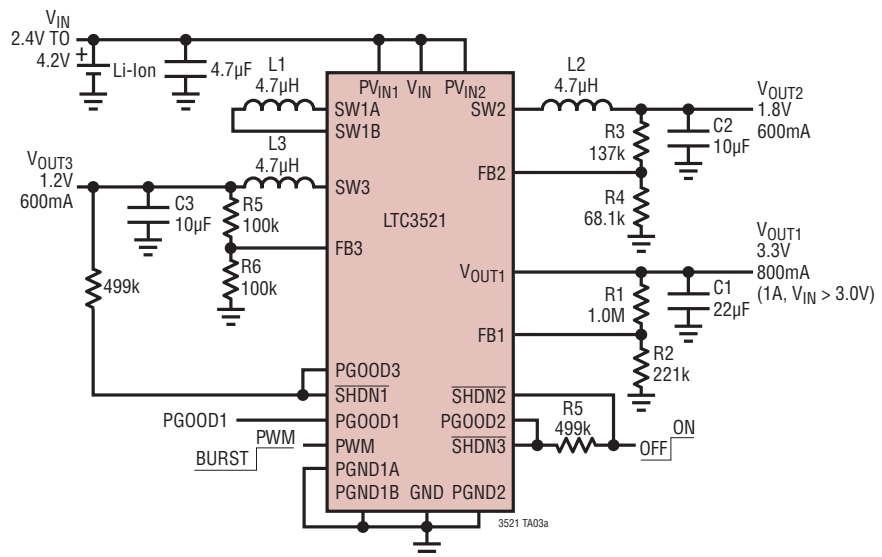 VIN
2.4V TO
4.2V
+
Li-Ion
4.7µF
L1
4.7µH
PVIN1
VIN
PVIN2
SW1A
SW1B
SW2
L2
4.7µH
VOUT2
1.8V
600mA
R3
137k
C2
10µF
FB2
R4
68.1k
VOUT3
1.2V
600mA
L3
4.7µH
SW3
C3
10µF
R5
100k
FB3
R6
100k
499k
LTC3521
VOUT1
VOUT1
3.3V
800mA
(1A, VIN > 3.0V)
R1
1.0M
C1
22µF
FB1
R2
221k
PGOOD3
SHDN1
PGOOD1
PGOOD1
PWM
PWM
BURST
PGND1A
PGND1B
GND
PGND2
SHDN2
PGOOD2
SHDN3
R5
499k
ON
OFF
3521 TA03a